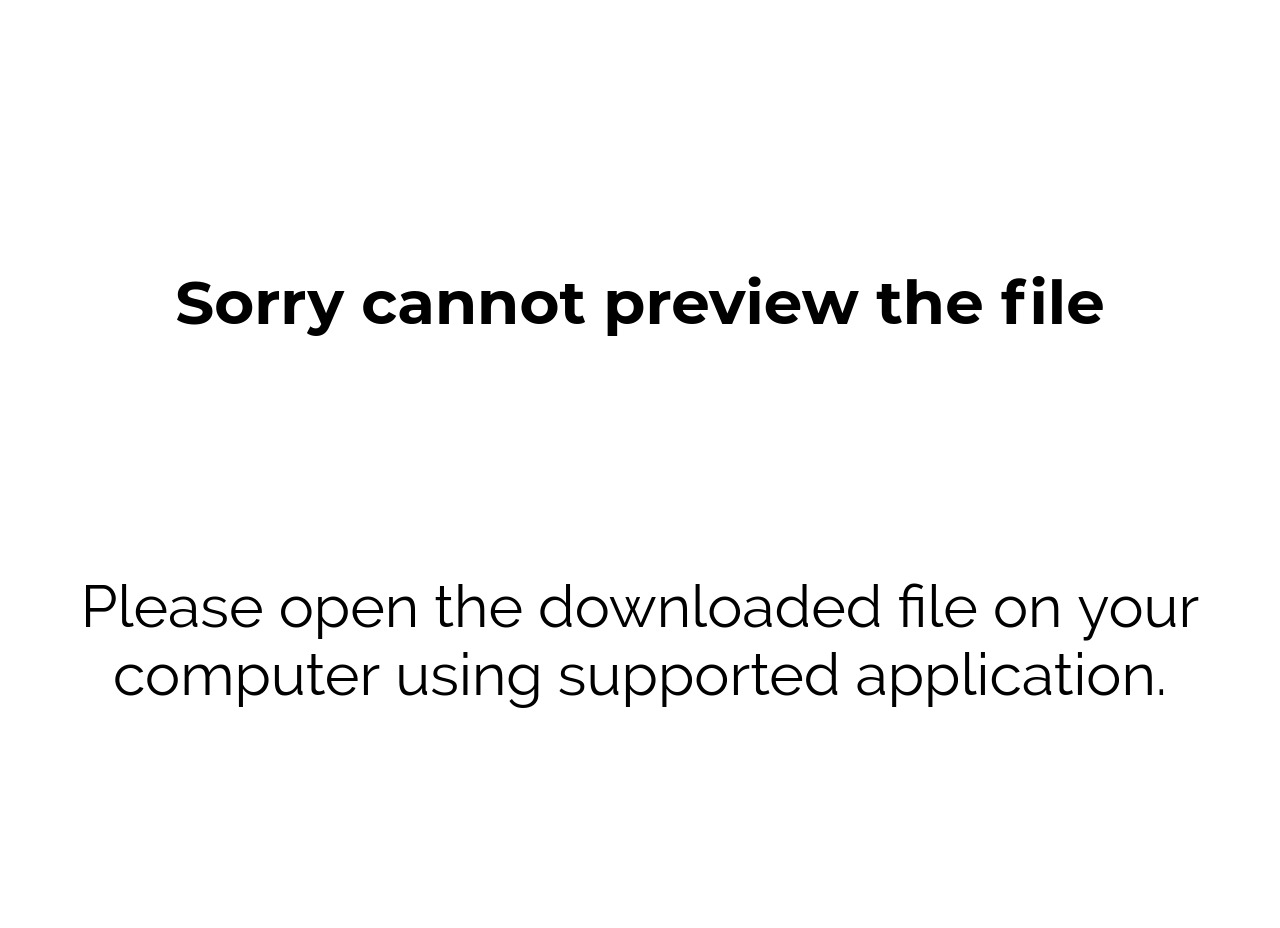 Sorry cannot preview the file
Please open the downloaded file on your
computer using supported application.